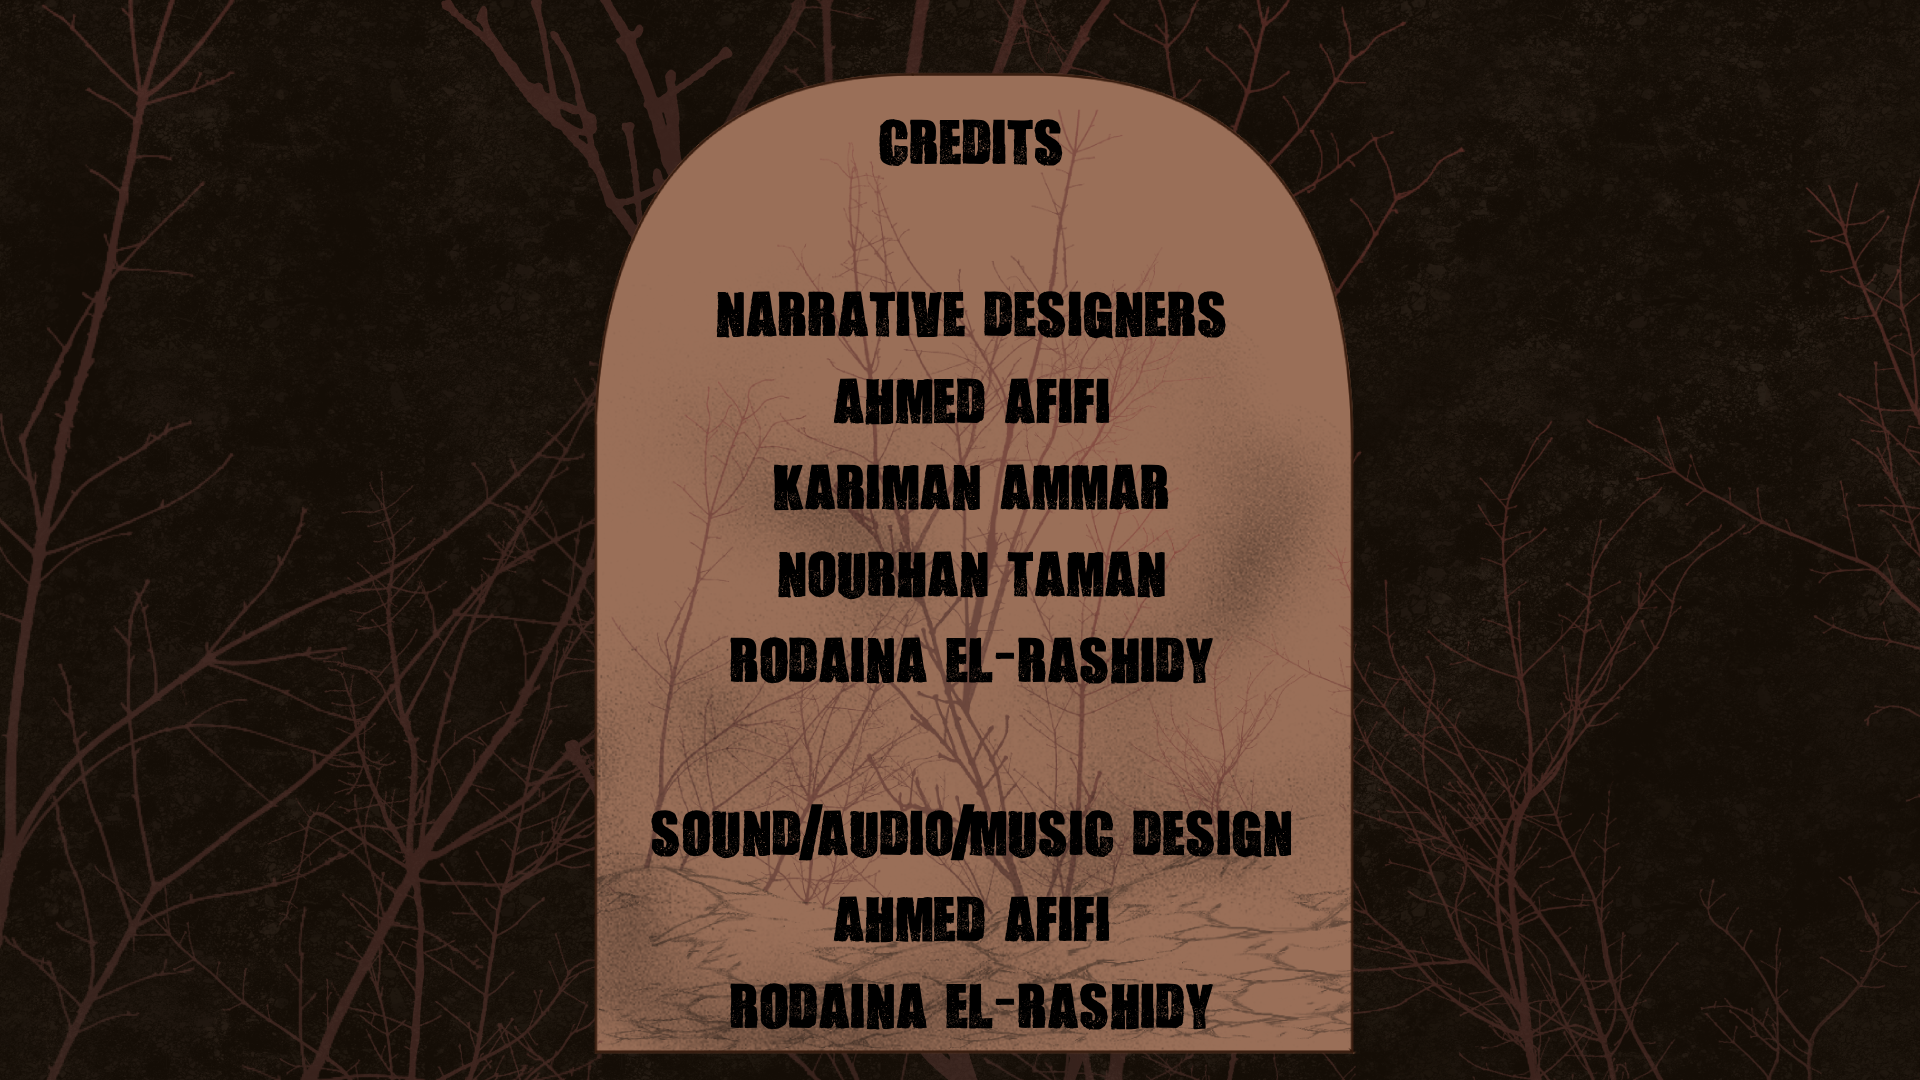 CREDITS
NARRATIVE DESIGNERS
AHMED AFIFI
KARIMAN AMMAR
NOURHAN TAMAN
RODAINA EL-RASHIDY
SOUND/AUDIO/MUSIC DESIGN
AHMED AFIFI
RODAINA EL-RASHIDY